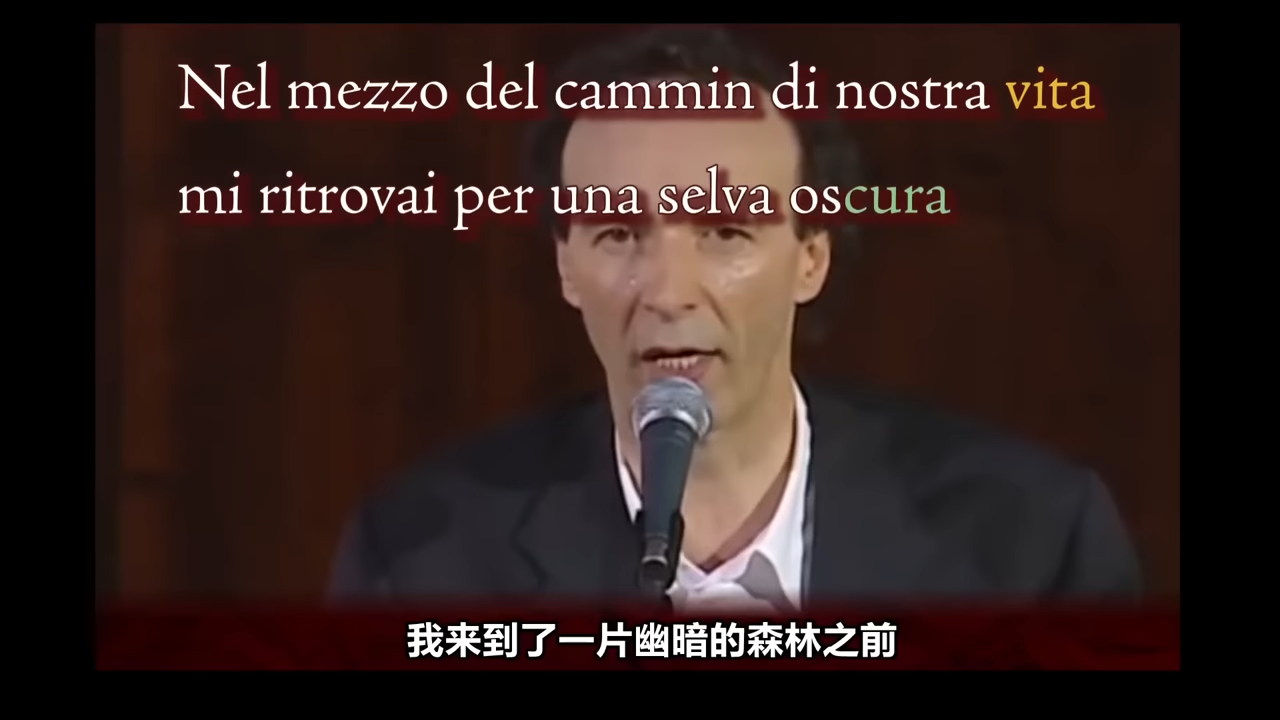 Nel mezzo del cammin di nostra vita
mi ritrovai per una selva oscura
我来到了一片幽暗的森林之前